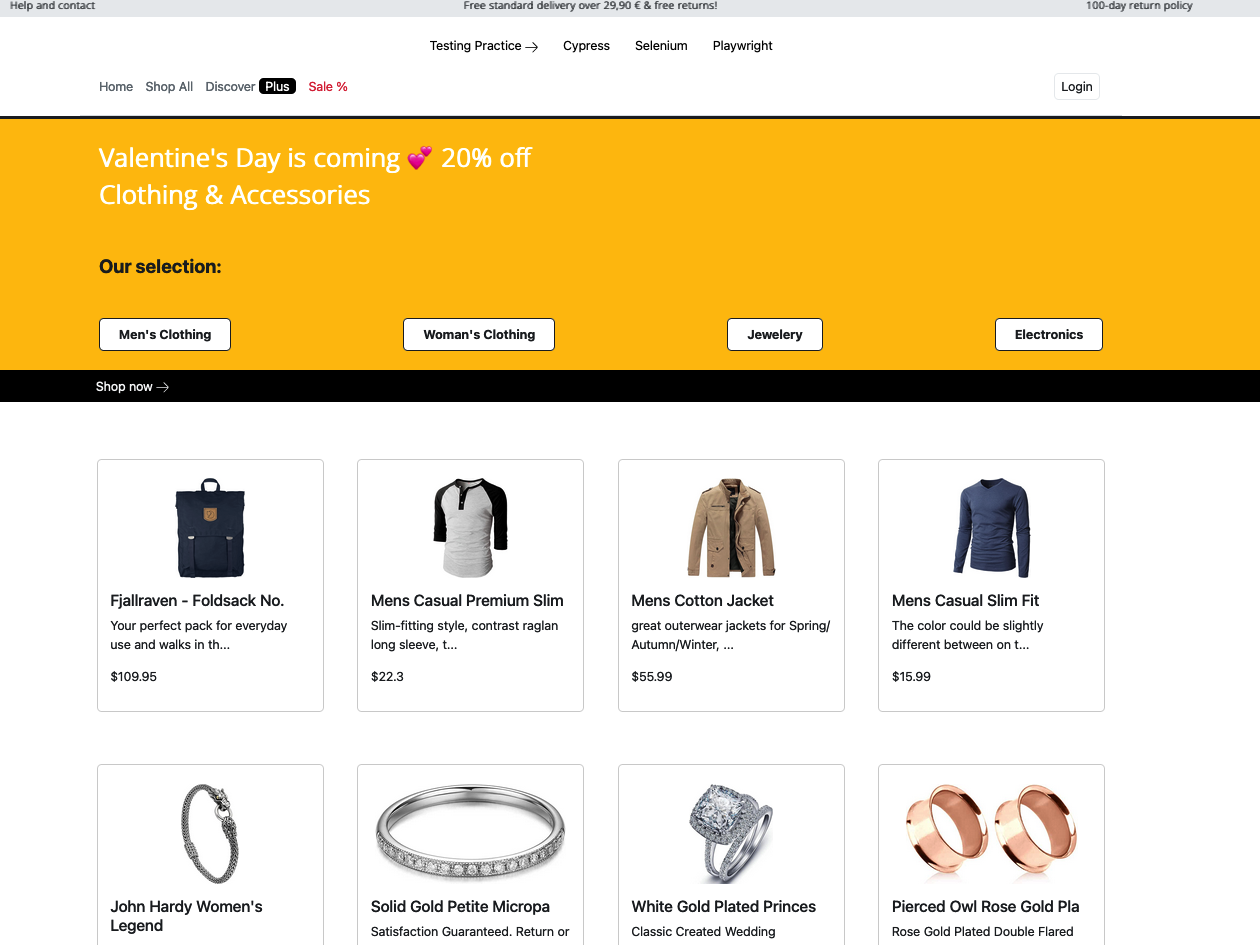 Help and contact
Free standard delivery over 29,90 € & free returns!
100-day return policy
Testing Practice →
Cypress
Selenium
Playwright
Home
Shop All
Discover Plus
Sale %
Login
Valentine's Day is coming 💕 20% off
Clothing & Accessories
Our selection:
Men's Clothing
Woman's Clothing
Jewelery
Electronics
Shop now →
Fjallraven - Foldsack No.
Your perfect pack for everyday
use and walks in th...
$109.95
Mens Casual Premium Slim
Slim-fitting style, contrast raglan
long sleeve, t...
$22.3
Mens Cotton Jacket
great outerwear jackets for Spring/
Autumn/Winter, ...
$55.99
Mens Casual Slim Fit
The color could be slightly
different between on t...
$15.99
John Hardy Women's
Legend
Solid Gold Petite Micropa
Satisfaction Guaranteed. Return or
White Gold Plated Princes
Classic Created Wedding
Pierced Owl Rose Gold Pla
Rose Gold Plated Double Flared